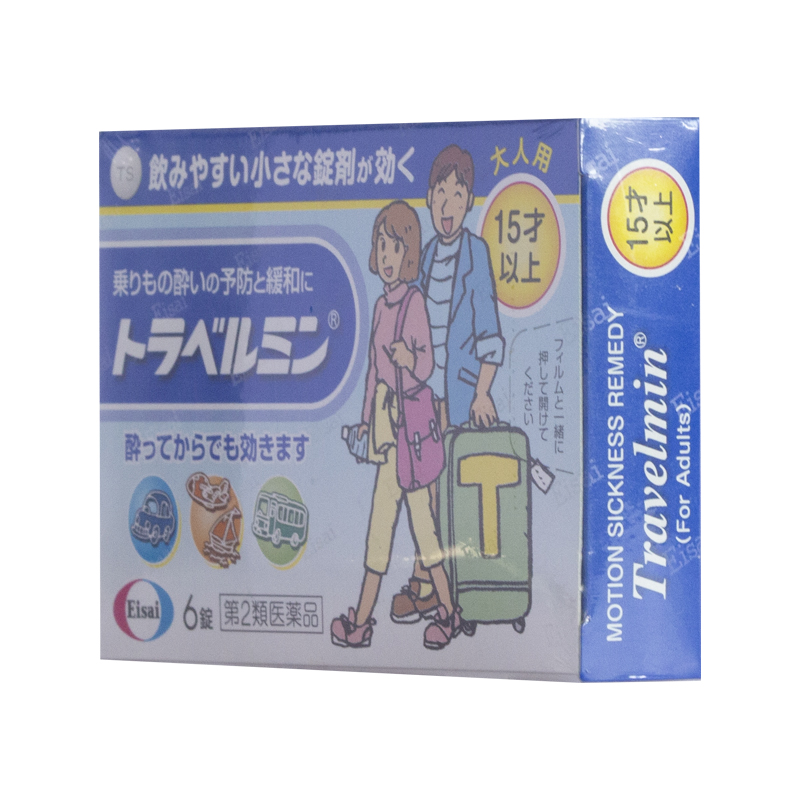 TS
飲みやすい小さな錠剤が効く
大人用
15才
以上
乗りもの酔いの予防と緩和に
トラベルミン®
酔ってからでも効きます
フィルムと一緒に
押して開けて
ください
T
Eisai
6錠
第2類医薬品
15才
以上
MOTION SICKNESS REMEDY
Travelmin®
(For Adults)